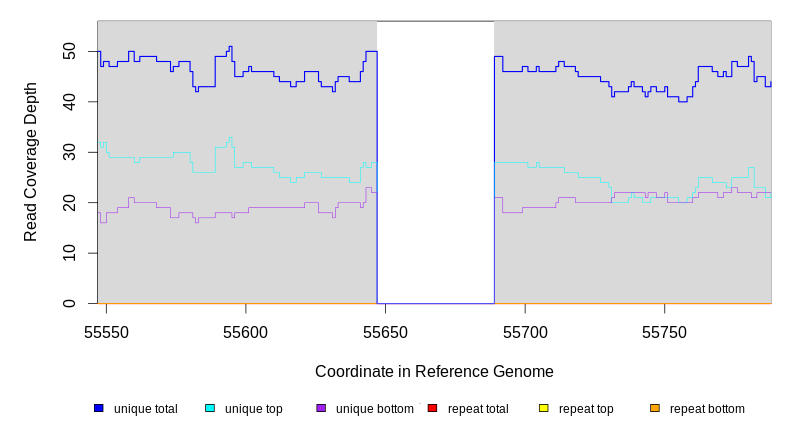 Read Coverage Depth
50
40
30
20
10
0
55550 55600 55650 55700 55750
Coordinate in Reference Genome
unique total unique top unique bottom repeat total repeat top repeat bottom